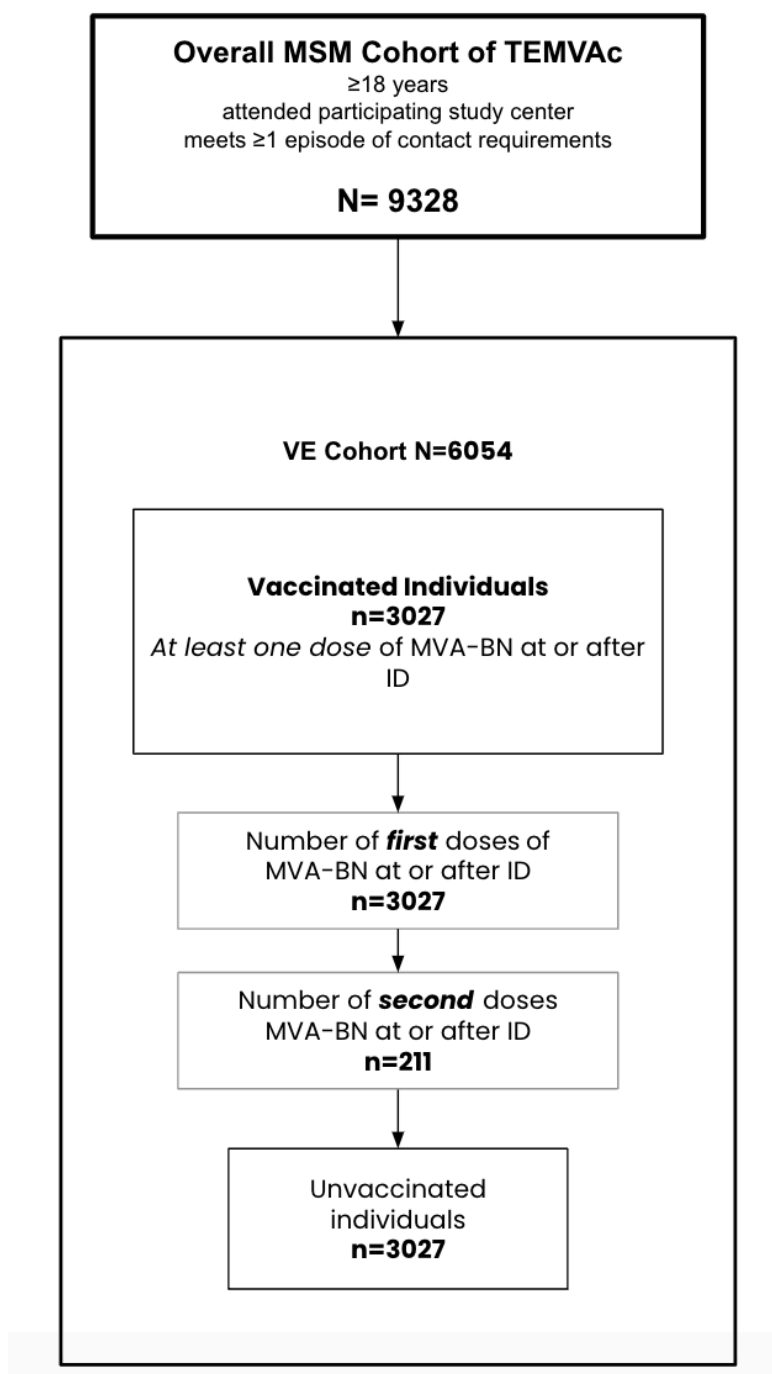 Overall MSM Cohort of TEMVAc
≥18 years
attended participating study center
meets ≥1 episode of contact requirements
N= 9328
VE Cohort N=6054
Vaccinated Individuals
n=3027
At least one dose of MVA-BN at or after
ID
Number of first doses of
MVA-BN at or after ID
n=3027
Number of second doses
MVA-BN at or after ID
n=211
Unvaccinated
individuals
n=3027